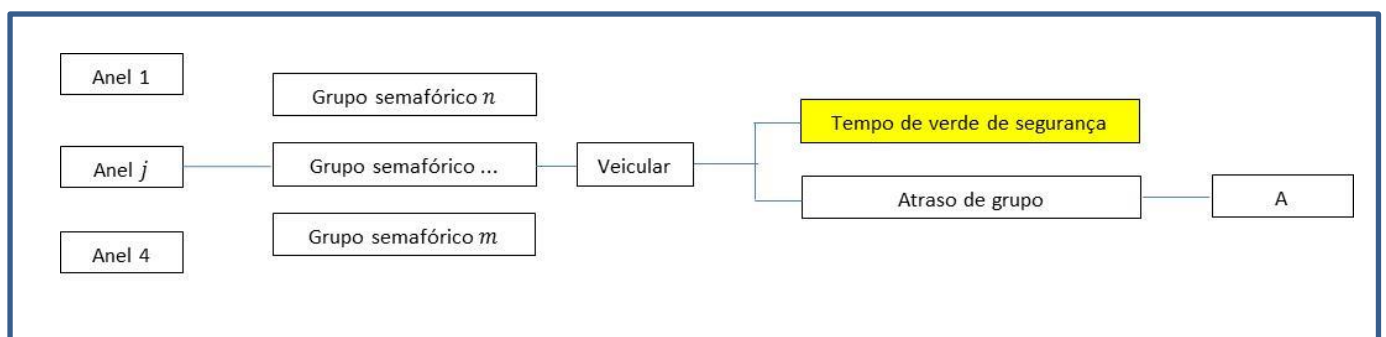 Anel 1
Grupo semafórico n
Tempo de verde de segurança
Anel j
Grupo semafórico ...
Veicular
Atraso de grupo
A
Grupo semafórico m
Anel 4